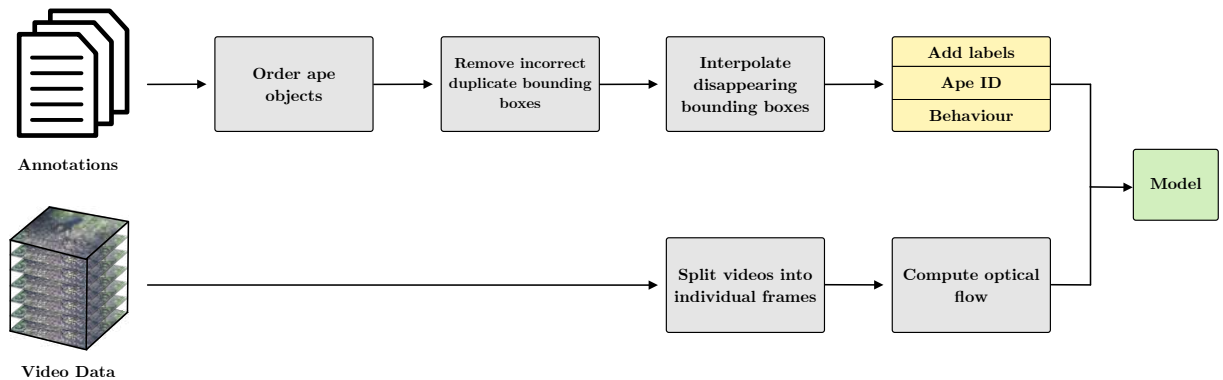 Order ape
objects
Remove incorrect
duplicate bounding
boxes
Interpolate
disappearing
bounding boxes
Add labels
Ape ID
Behaviour
Annotations
Model
Split videos into
individual frames
Compute optical
flow
Video Data